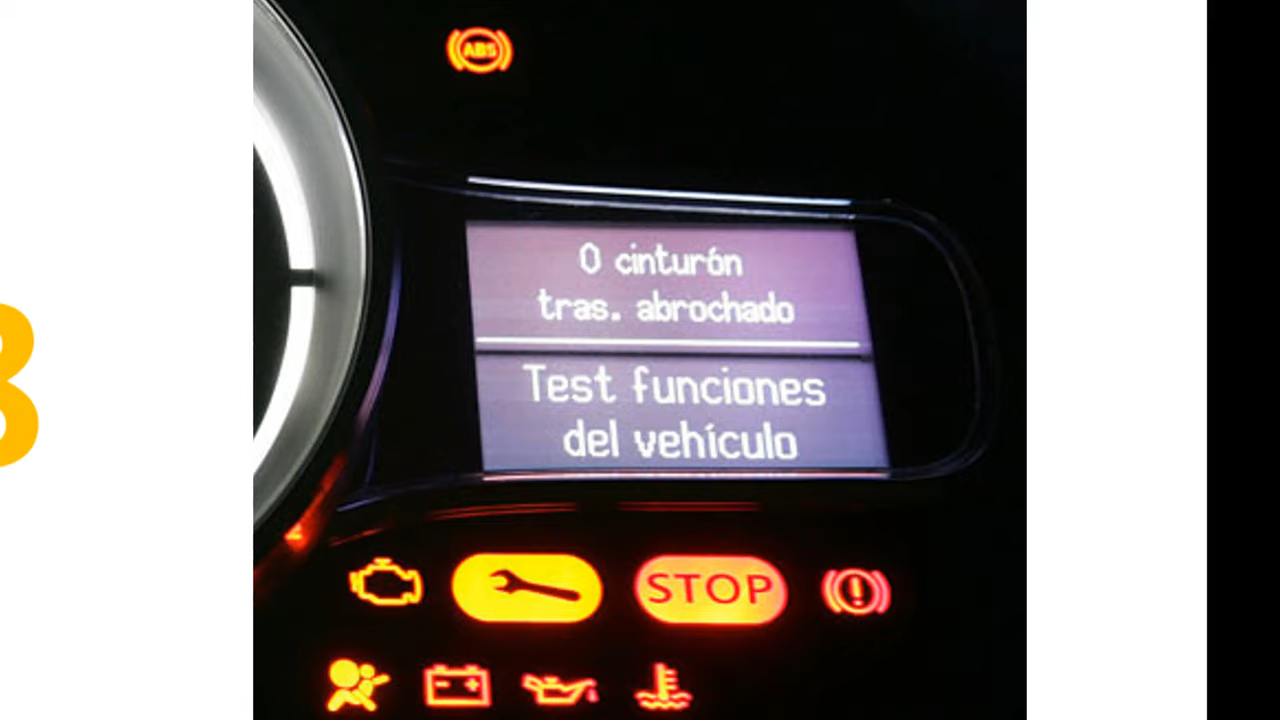 ABS
0 cinturón
tras. abrochado
Test funciones
del vehículo
STOP